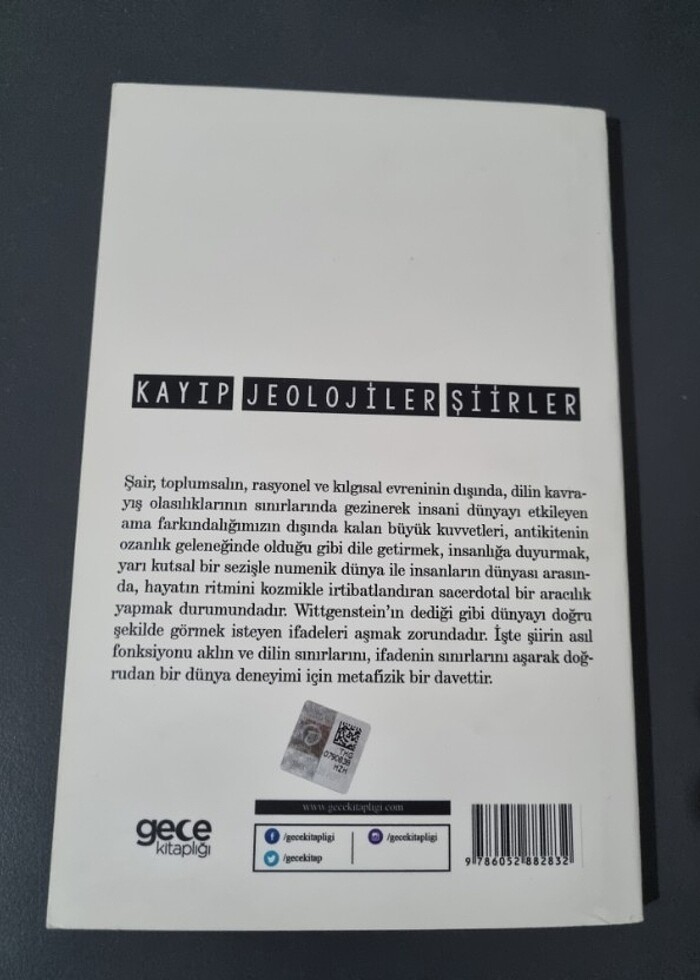 KAYIP JEOLOJİLER ŞİİRLER
Şair, toplumsalın, rasyonel ve kılgısal evreninin dışında, dilin kavra-
yış olasılıklarının sınırlarında gezinerek insani dünyayı etkileyen
ama farkındalığımızın dışında kalan büyük kuvvetleri, antikitenin
ozanlık geleneğinde olduğu gibi dile getirmek, insanlığa duyurmak,
yarı kutsal bir sezişle numenik dünya ile insanların dünyası arasın-
da, hayatın ritmini kozmikle irtibatlandıran sacerdotal bir aracılık
yapmak durumundadır. Wittgenstein’ın dediği gibi dünyayı doğru
şekilde görmek isteyen ifadeleri aşmak zorundadır. İşte şiirin asıl
fonksiyonu aklın ve dilin sınırlarını, ifadenin sınırlarını aşarak doğ-
rudan bir dünya deneyimi için metafizik bir davettir.
www.gecekitapligi.com
gece
kitaplığı
/gecekitapligi
/gecekitapligi
/gecekitap
9 786052 882832